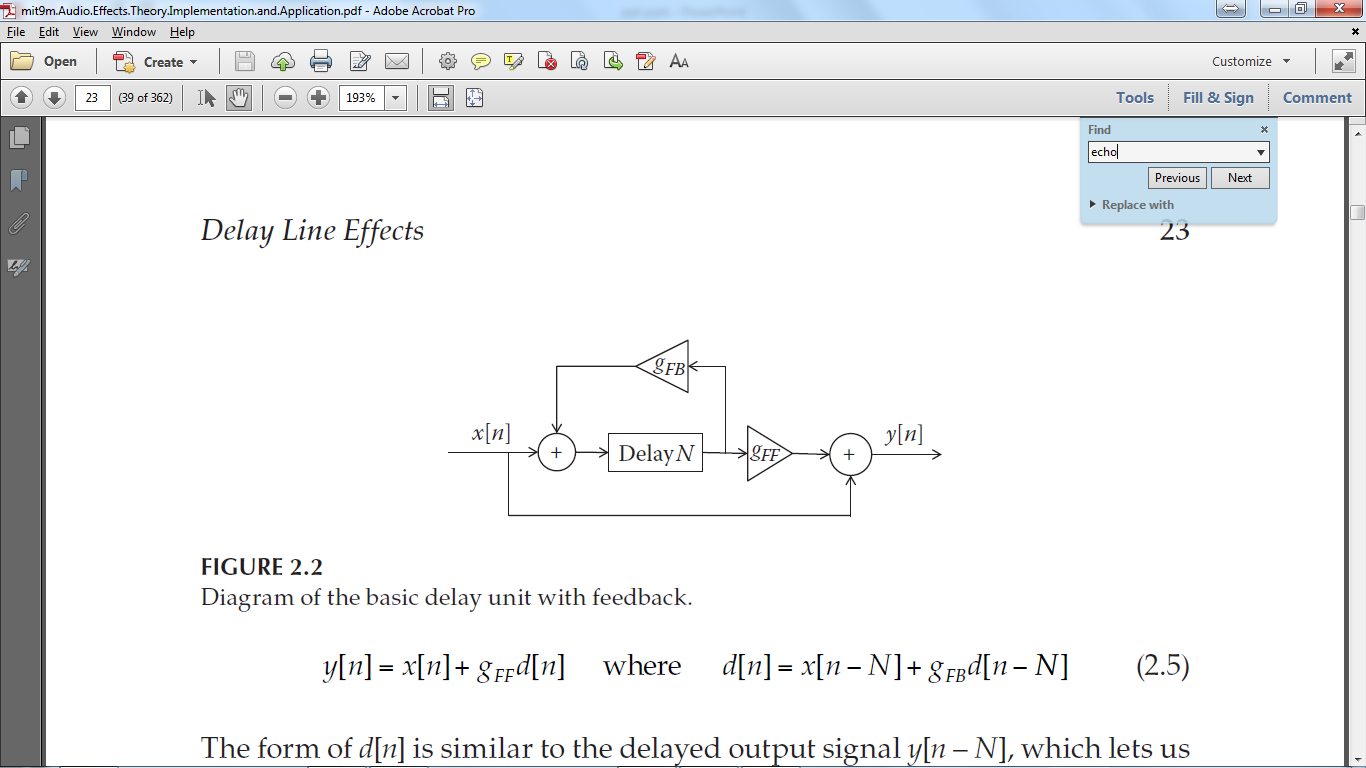 mit9m.Audio.Effects.Theory.Implementation.and.Application.pdf - Adobe Acrobat Pro
File Edit View Window Help
Open Create Customize
23 (39 of 362) 193% Tools Fill & Sign Comment
Find
echo
Previous Next
Replace with
Delay Line Effects 23
g_FB
x[n] + Delay N g_FF + y[n]
FIGURE 2.2
Diagram of the basic delay unit with feedback.
y[n] = x[n] + g_FF d[n] where d[n] = x[n − N] + g_FB d[n − N] (2.5)
The form of d[n] is similar to the delayed output signal y[n – N], which lets us